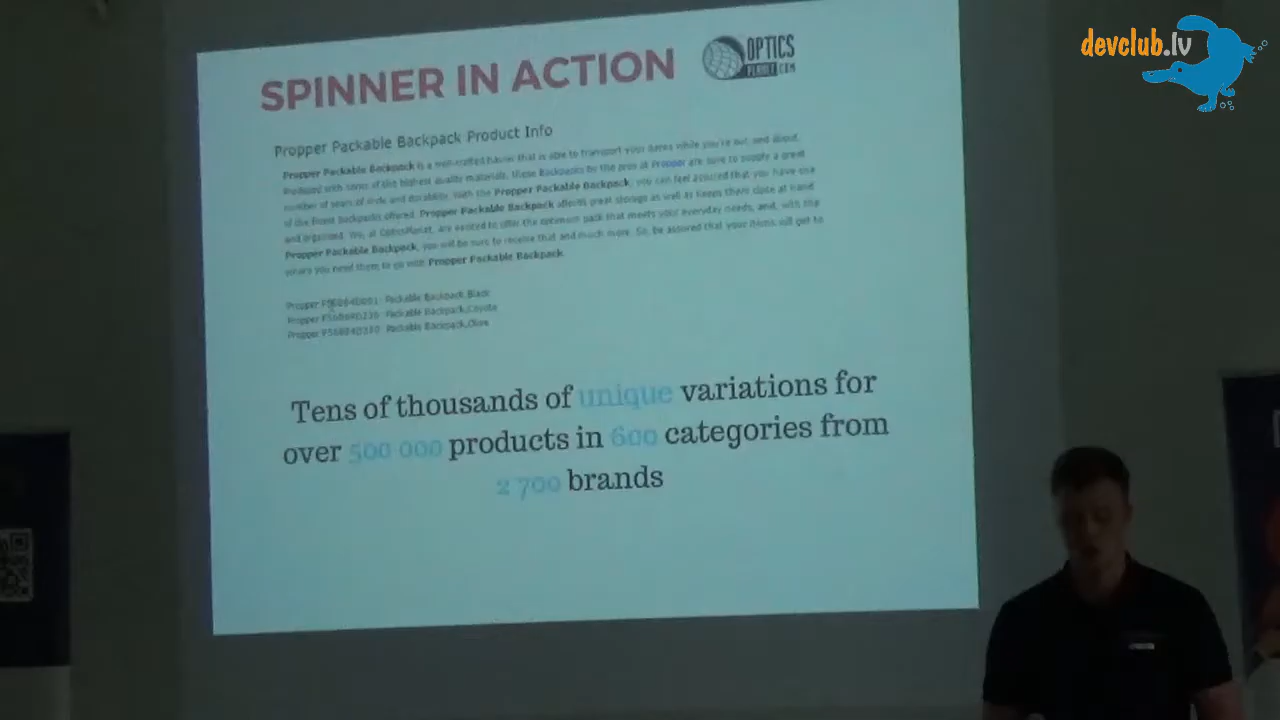 devclub.lv
SPINNER IN ACTION
OPTICS
PLANET.COM
Propper Packable Backpack Product Info
Propper Packable Backpack is a well-crafted that is able to transport your items while you're out and about.
Produced with some of the highest quality materials, these Backpacks by the pros at Propper are sure to supply a great
number of years of and durability. With the Propper Packable Backpack, you can feel assured that you have one
of the finest backpacks offered. Propper Packable Backpack affords great storage as well as keeps them close at hand
and organized. We, at OpticsPlanet, are excited to offer the optimum pack that meets your everyday needs, and, with the
Propper Packable Backpack, you will be sure to receive that and much more. So, be assured that your items will get to
where you need them to go with Propper Packable Backpack.
Propper Packable Backpack, Black
Propper Packable Backpack, Coyote
Propper Packable Backpack, Olive
Tens of thousands of unique variations for
over 500 000 products in 600 categories from
2 700 brands